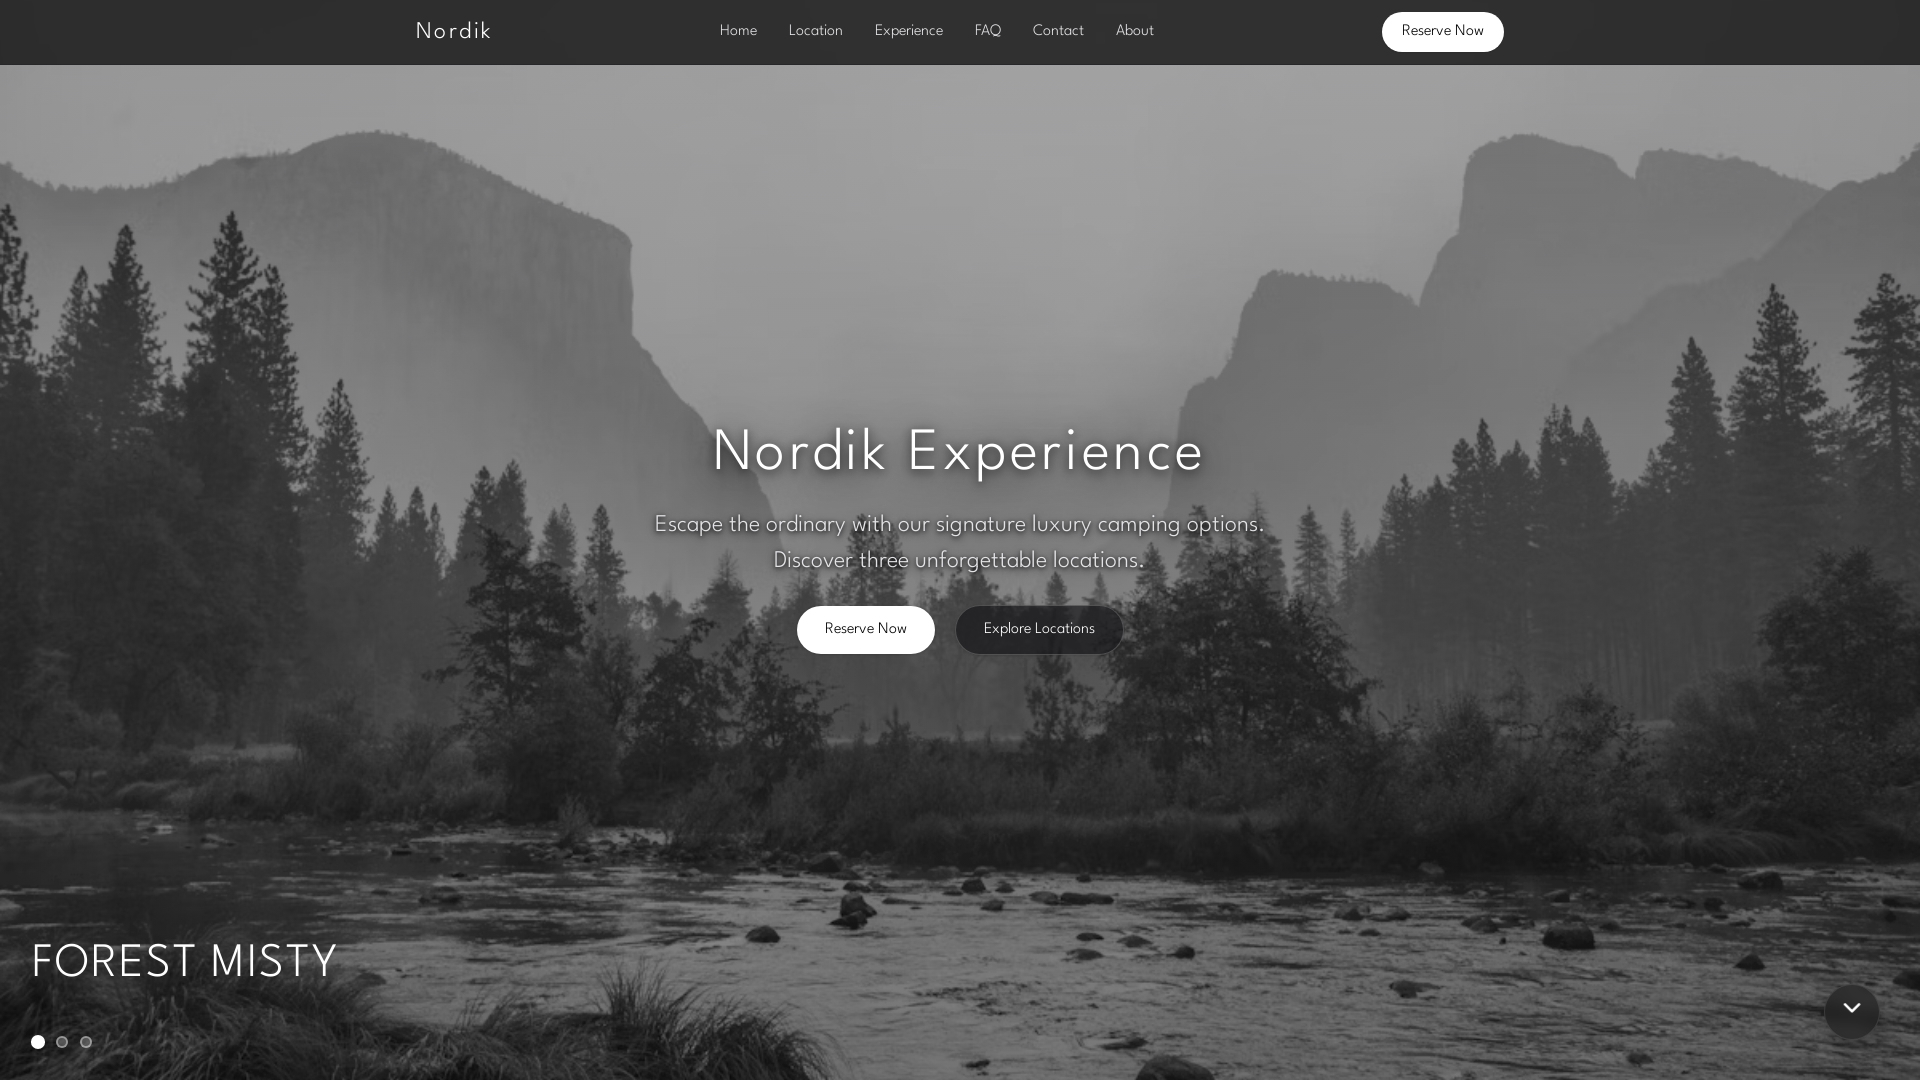 Nordik
Home
Location
Experience
FAQ
Contact
About
Reserve Now
Nordik Experience
Escape the ordinary with our signature luxury camping options.
Discover three unforgettable locations.
Reserve Now
Explore Locations
FOREST MISTY